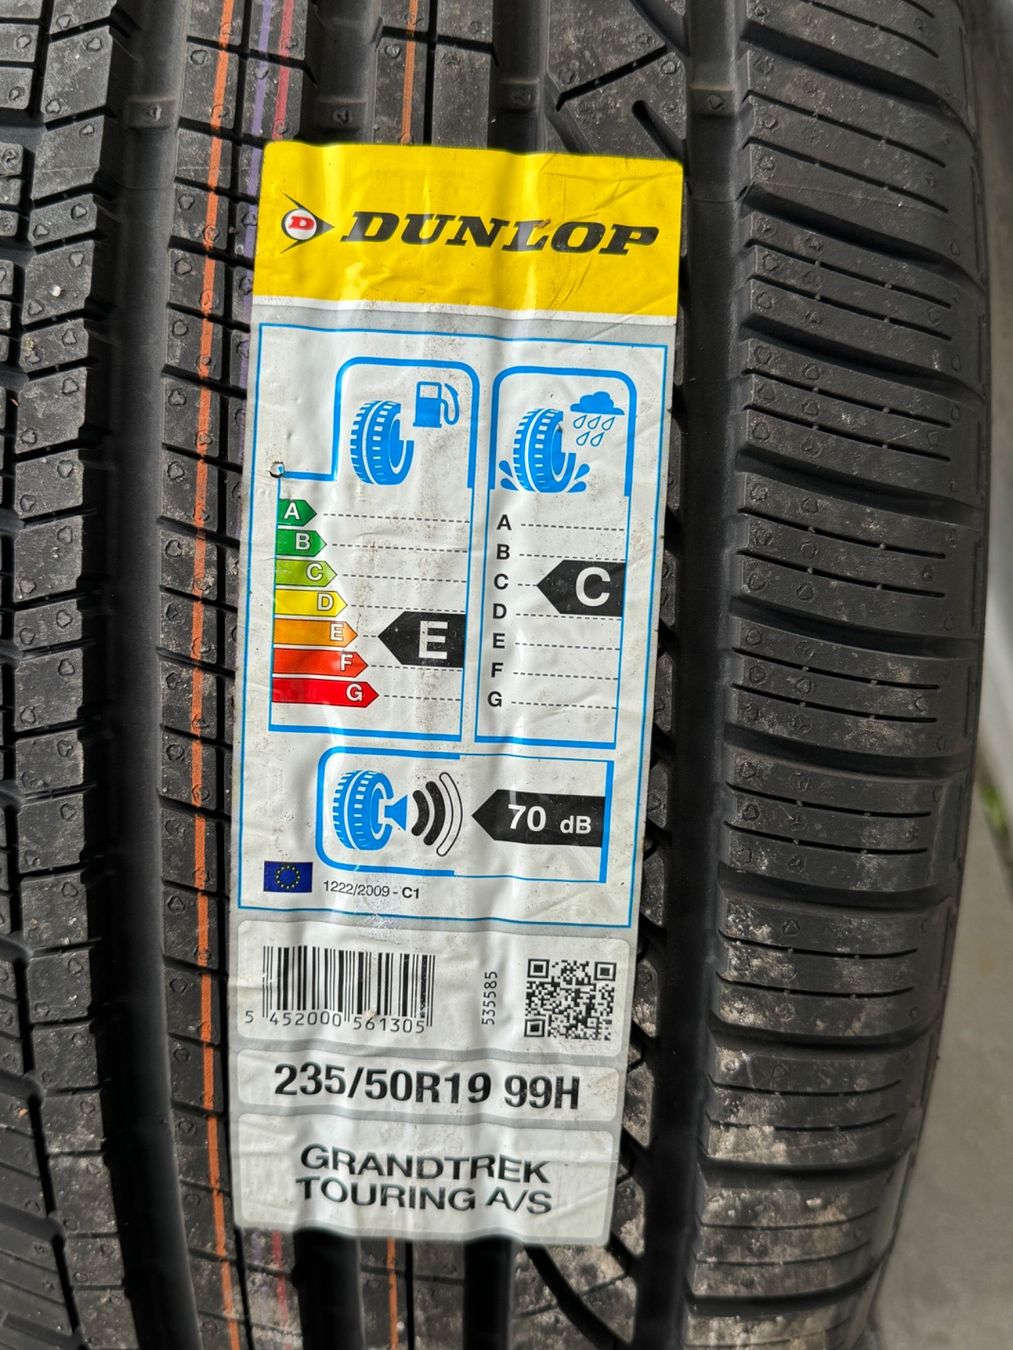 D DUNLOP
A
B
C
D
E
F
G
E
A
B
C
D
E
F
G
C
70 dB
1222/2009 - C1
5 452000 561305
535585
235/50R19 99H
GRANDTREK
TOURING A/S